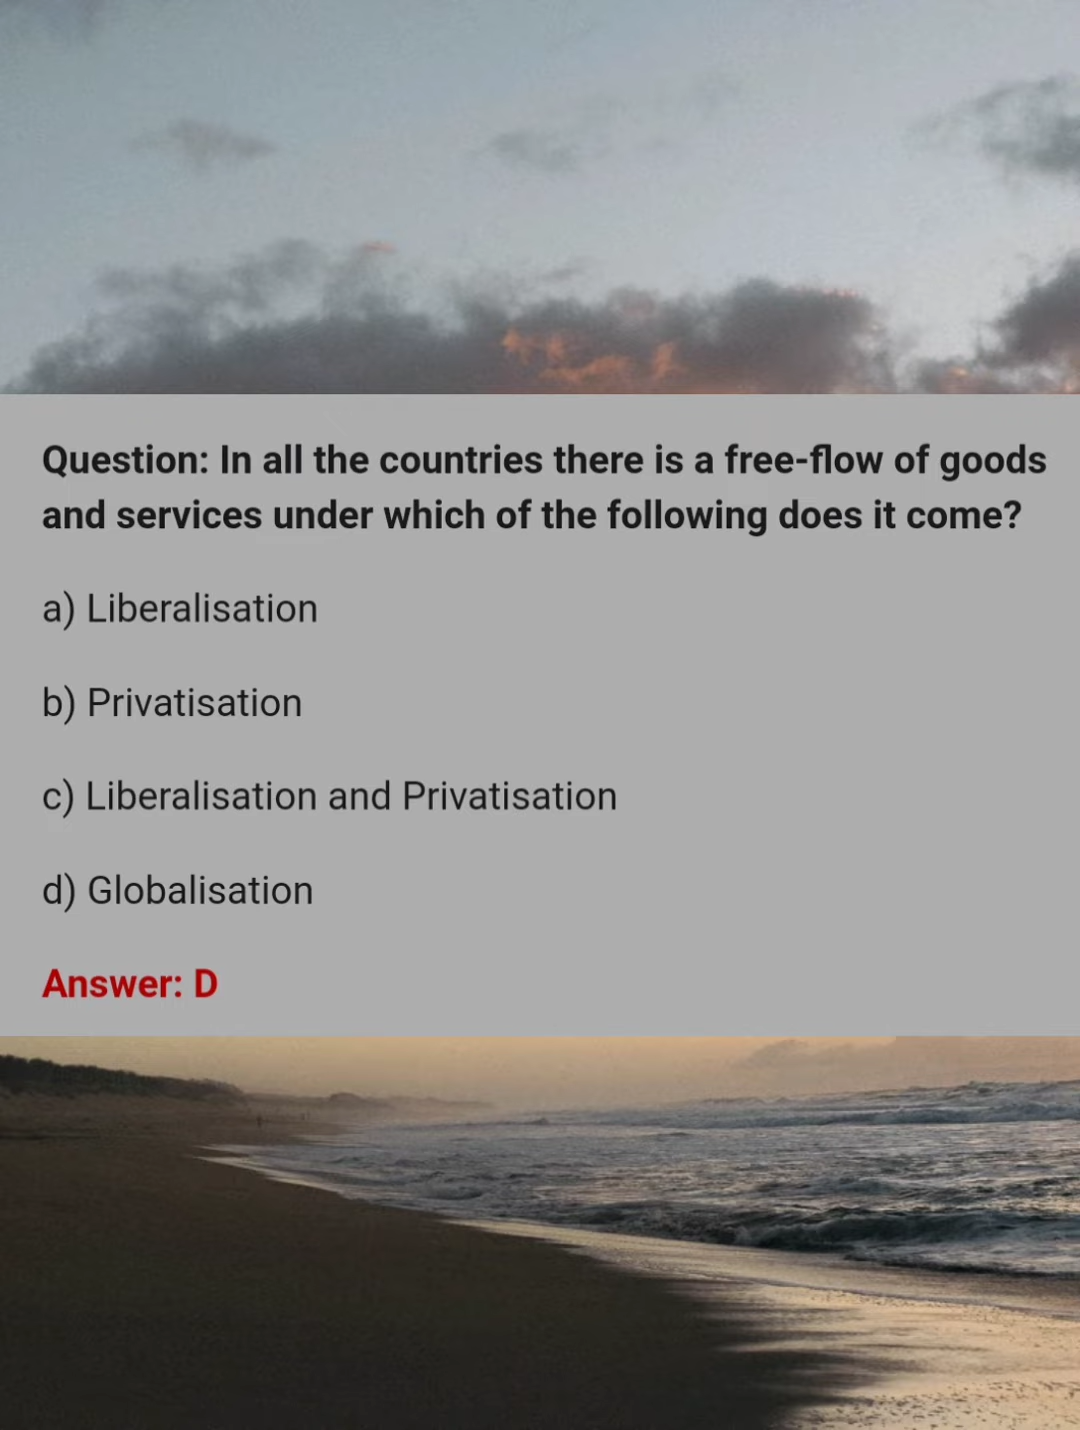 Question: In all the countries there is a free-flow of goods
and services under which of the following does it come?
a) Liberalisation
b) Privatisation
c) Liberalisation and Privatisation
d) Globalisation
Answer: D